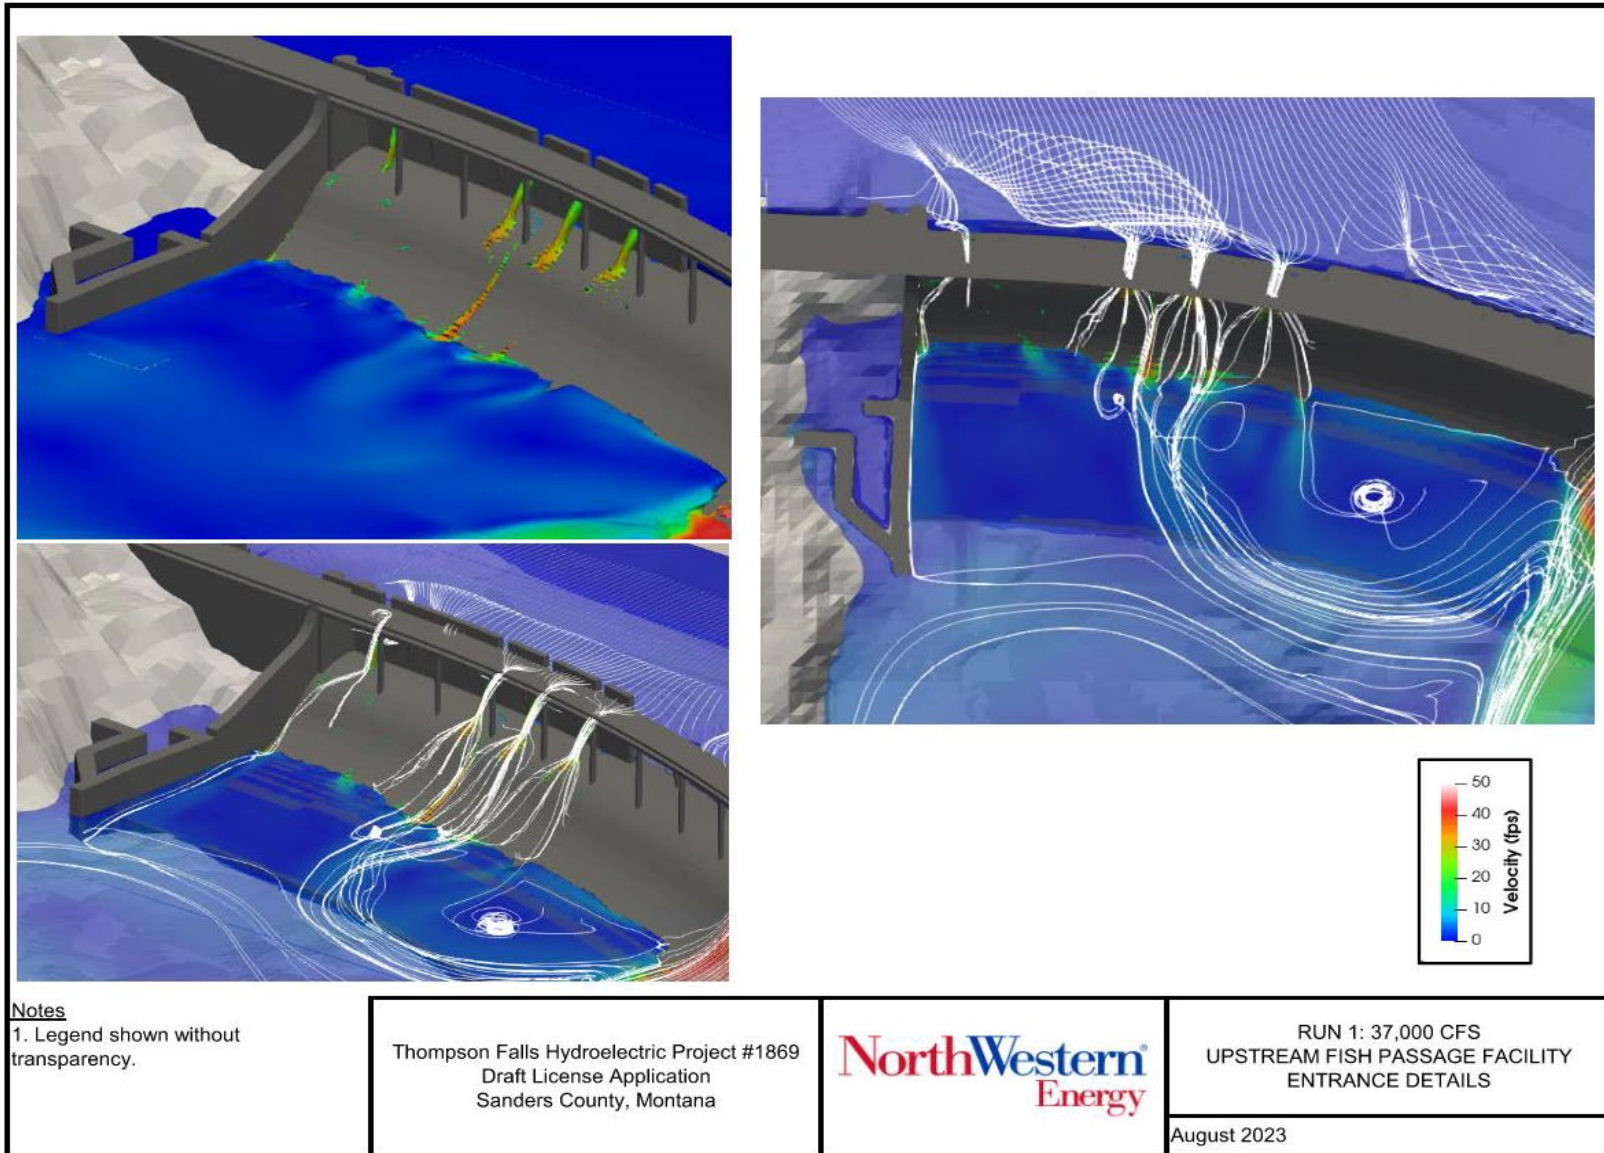 50
40
30
20
10
0
Velocity (fps)
Notes
1. Legend shown without
transparency.
Thompson Falls Hydroelectric Project #1869
Draft License Application
Sanders County, Montana
NorthWestern®
Energy
RUN 1: 37,000 CFS
UPSTREAM FISH PASSAGE FACILITY
ENTRANCE DETAILS
August 2023